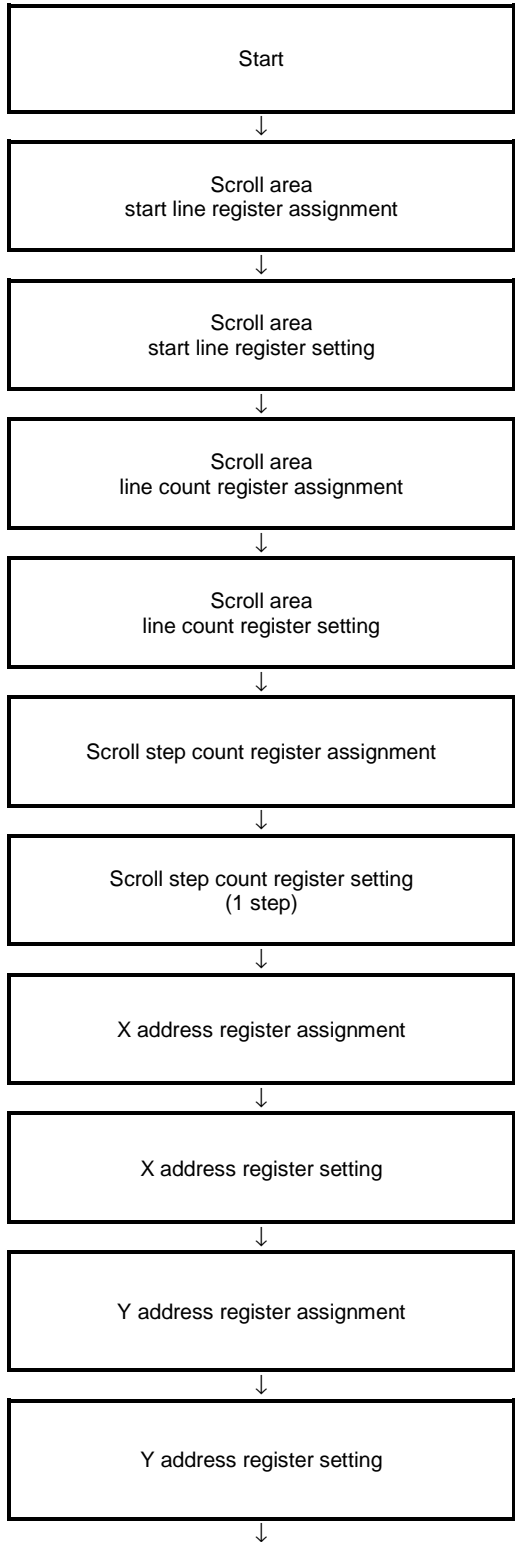 Start
↓
Scroll area
start line register assignment
↓
Scroll area
start line register setting
↓
Scroll area
line count register assignment
↓
Scroll area
line count register setting
↓
Scroll step count register assignment
↓
Scroll step count register setting
(1 step)
↓
X address register assignment
↓
X address register setting
↓
Y address register assignment
↓
Y address register setting
↓